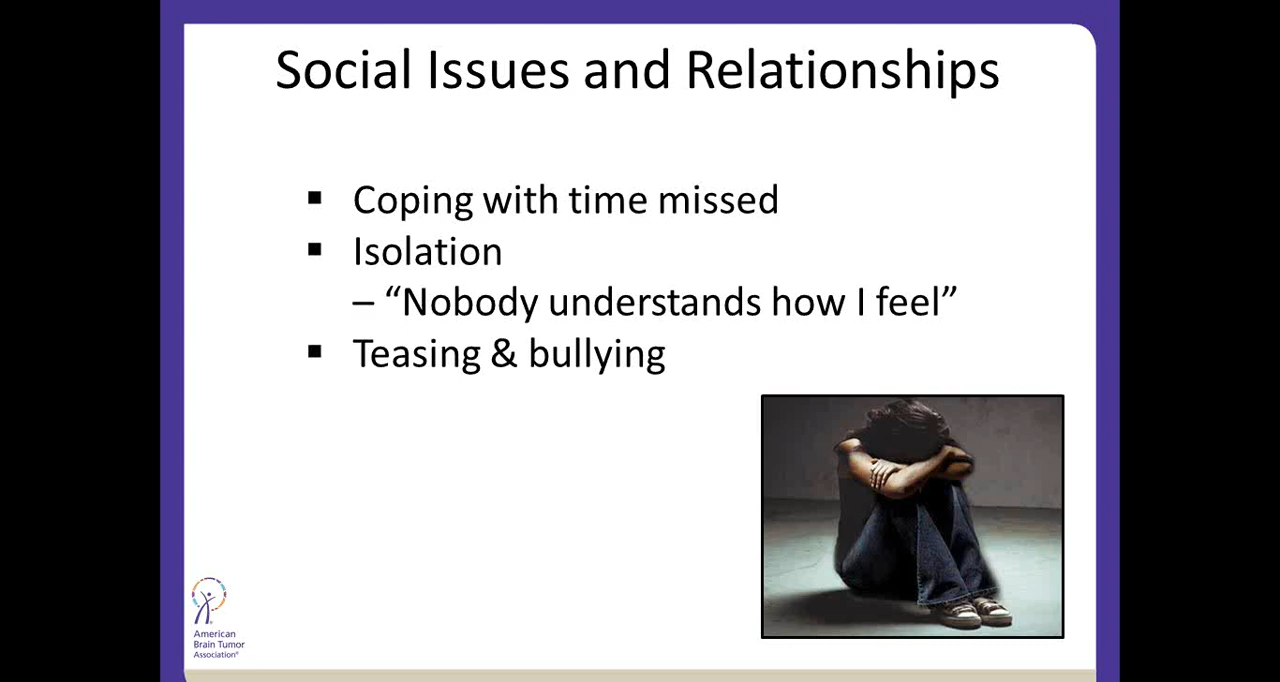 Social Issues and Relationships
▪ Coping with time missed
▪ Isolation
– “Nobody understands how I feel”
▪ Teasing & bullying
American
Brain Tumor
Association®